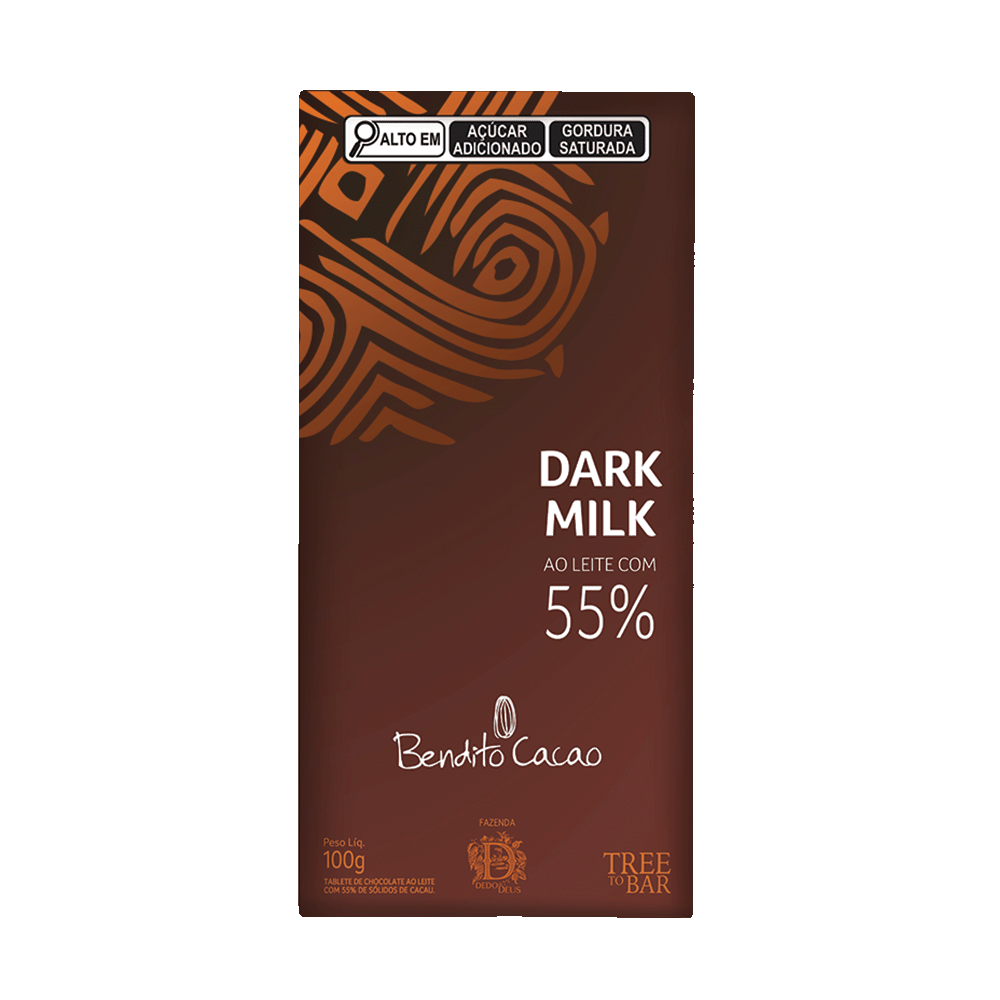 ALTO EM
AÇÚCAR
ADICIONADO
GORDURA
SATURADA
DARK
MILK
AO LEITE COM
55%
Bendito Cacao
FAZENDA
D
DEDO DE DEUS
Peso Líq.
100g
TABLETE DE CHOCOLATE AO LEITE
COM 55% DE SÓLIDOS DE CACAU.
TREE
TO BAR